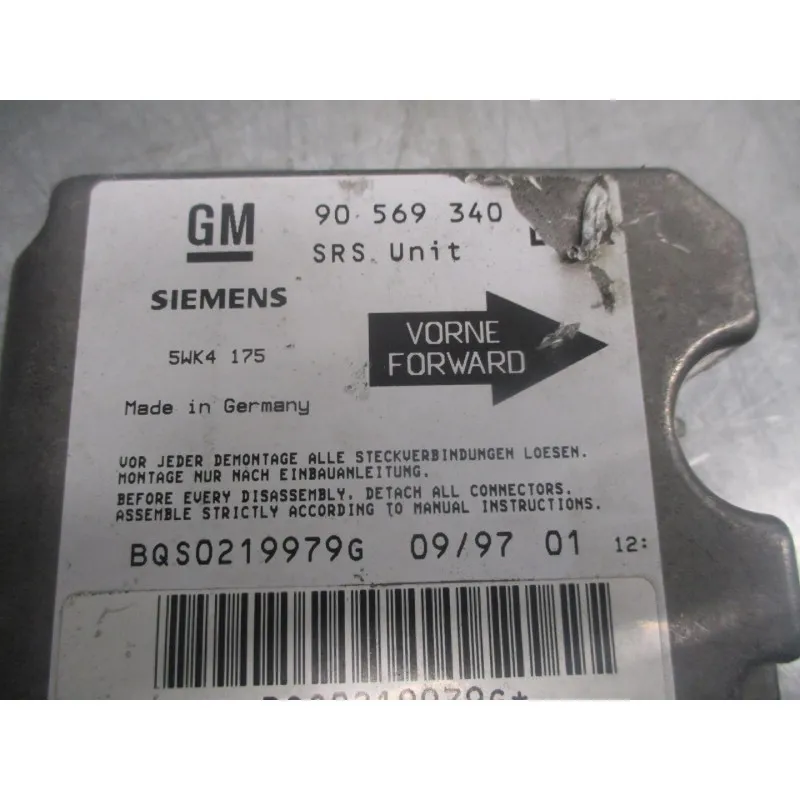 GM
90 569 340
SRS Unit
SIEMENS
VORNE
FORWARD
5WK4 175
Made in Germany
VOR JEDER DEMONTAGE ALLE STECKVERBINDUNGEN LOESEN.
MONTAGE NUR NACH EINBAUANLEITUNG.
BEFORE EVERY DISASSEMBLY, DETACH ALL CONNECTORS.
ASSEMBLE STRICTLY ACCORDING TO MANUAL INSTRUCTIONS.
BQS0219979G 09/97 01 12: